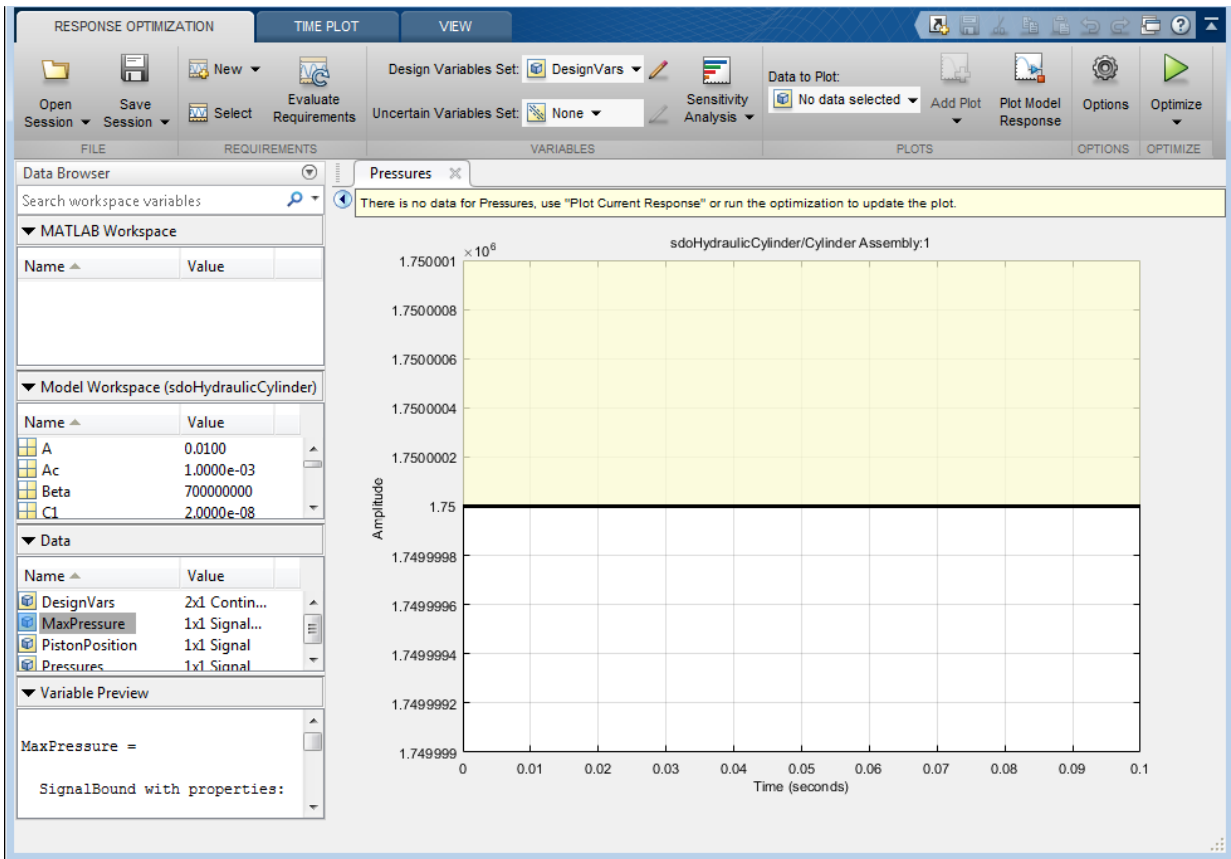 RESPONSE OPTIMIZATION TIME PLOT VIEW
New Design Variables Set: DesignVars Data to Plot:
Open Session Save Session Select Evaluate Requirements Uncertain Variables Set: None Sensitivity Analysis No data selected Add Plot Plot Model Response Options Optimize
FILE REQUIREMENTS VARIABLES PLOTS OPTIONS OPTIMIZE
Data Browser
Search workspace variables
MATLAB Workspace
Name Value
Model Workspace (sdoHydraulicCylinder)
Name Value
A 0.0100
Ac 1.0000e-03
Beta 700000000
C1 2.0000e-08
Data
Name Value
DesignVars 2x1 Contin...
MaxPressure 1x1 Signal...
PistonPosition 1x1 Signal
Pressures 1x1 Signal
Variable Preview
MaxPressure =
SignalBound with properties:
Pressures
There is no data for Pressures, use "Plot Current Response" or run the optimization to update the plot.
sdoHydraulicCylinder/Cylinder Assembly:1
×10⁶
1.750001
1.7500008
1.7500006
1.7500004
1.7500002
1.75
1.7499998
1.7499996
1.7499994
1.7499992
1.749999
Amplitude
0 0.01 0.02 0.03 0.04 0.05 0.06 0.07 0.08 0.09 0.1
Time (seconds)